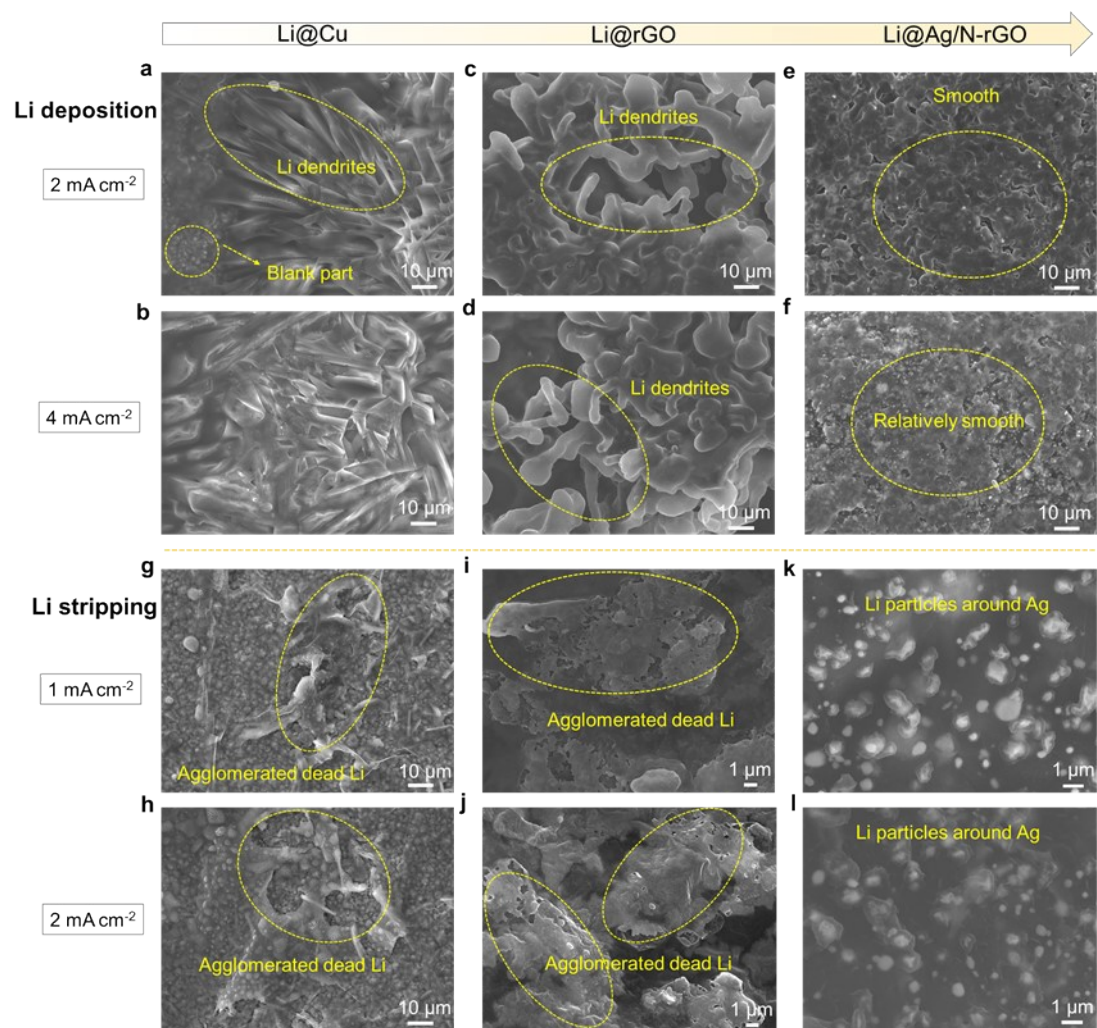 Li@Cu
Li@rGO
Li@Ag/N-rGO
a
c
e
Li deposition
2 mA cm⁻²
Li dendrites
Blank part
10 µm
Li dendrites
10 µm
Smooth
10 µm
b
d
f
4 mA cm⁻²
10 µm
Li dendrites
10 µm
Relatively smooth
10 µm
g
i
k
Li stripping
1 mA cm⁻²
Agglomerated dead Li
10 µm
Agglomerated dead Li
1 µm
Li particles around Ag
1 µm
h
j
l
2 mA cm⁻²
Agglomerated dead Li
10 µm
Agglomerated dead Li
1 µm
Li particles around Ag
1 µm